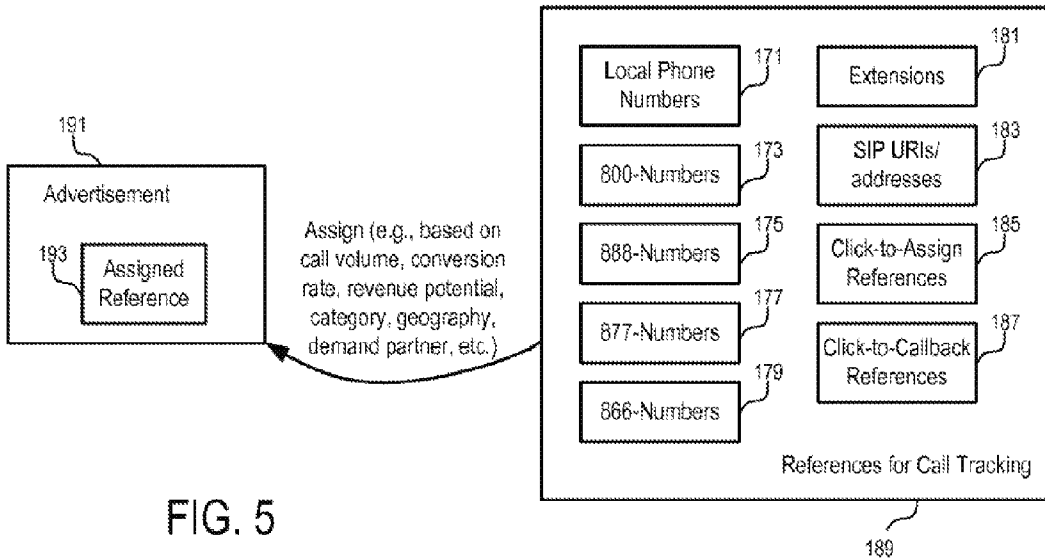 191
Advertisement
193
Assigned
Reference
Assign (e.g., based on
call volume, conversion
rate, revenue potential,
category, geography,
demand partner, etc.)
Local Phone
Numbers
171
800-Numbers
173
888-Numbers
175
877-Numbers
177
866-Numbers
179
Extensions
181
SIP URIs/
addresses
183
Click-to-Assign
References
185
Click-to-Callback
References
187
References for Call Tracking
189
FIG. 5